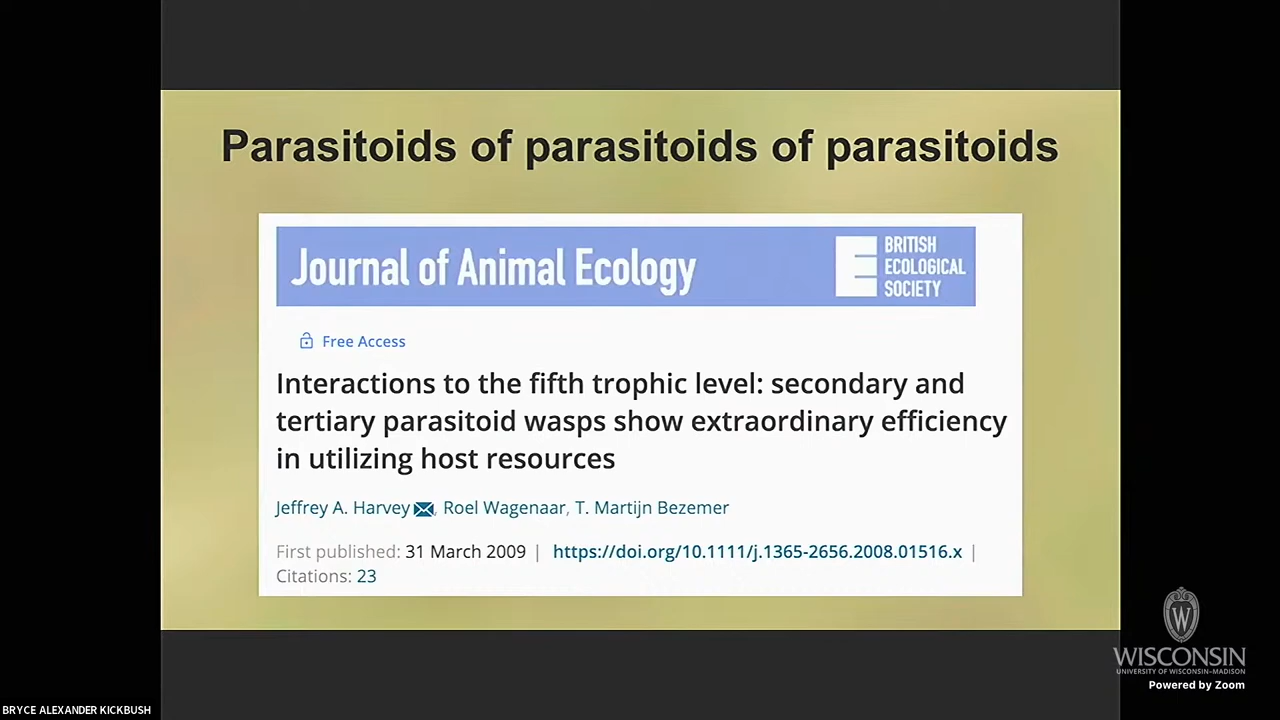 Parasitoids of parasitoids of parasitoids
Journal of Animal Ecology
BRITISH
ECOLOGICAL
SOCIETY
Free Access
Interactions to the fifth trophic level: secondary and
tertiary parasitoid wasps show extraordinary efficiency
in utilizing host resources
Jeffrey A. Harvey, Roel Wagenaar, T. Martijn Bezemer
First published: 31 March 2009 | https://doi.org/10.1111/j.1365-2656.2008.01516.x |
Citations: 23
W
WISCONSIN
UNIVERSITY OF WISCONSIN–MADISON
Powered by Zoom
BRYCE ALEXANDER KICKBUSH